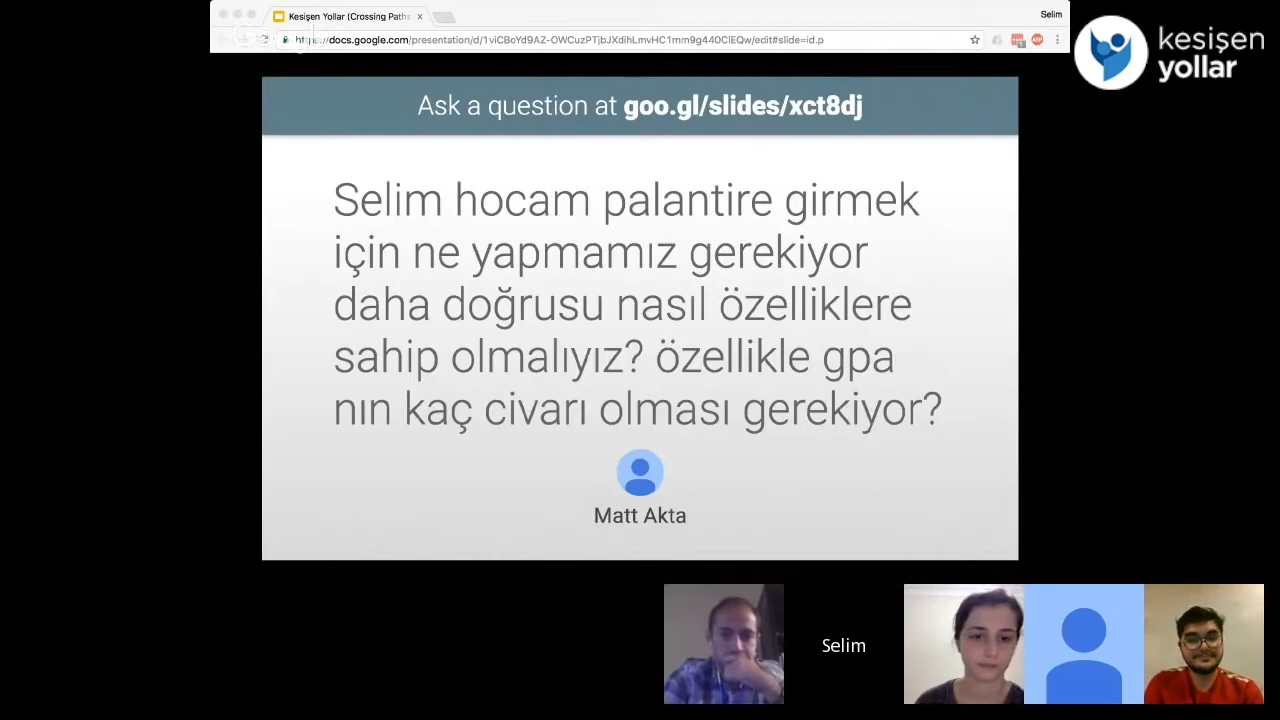 Kesişen Yollar (Crossing Paths
Selim
https://docs.google.com/presentation/d/1viCBoYd9AZ-OWCuzPTjbJXdihLmvHC1mm9g44OClEQw/edit#slide=id.p
kesişen
yollar
Ask a question at goo.gl/slides/xct8dj
Selim hocam palantire girmek
için ne yapmamız gerekiyor
daha doğrusu nasıl özelliklere
sahip olmalıyız? özellikle gpa
nın kaç civarı olması gerekiyor?
Matt Akta
Selim